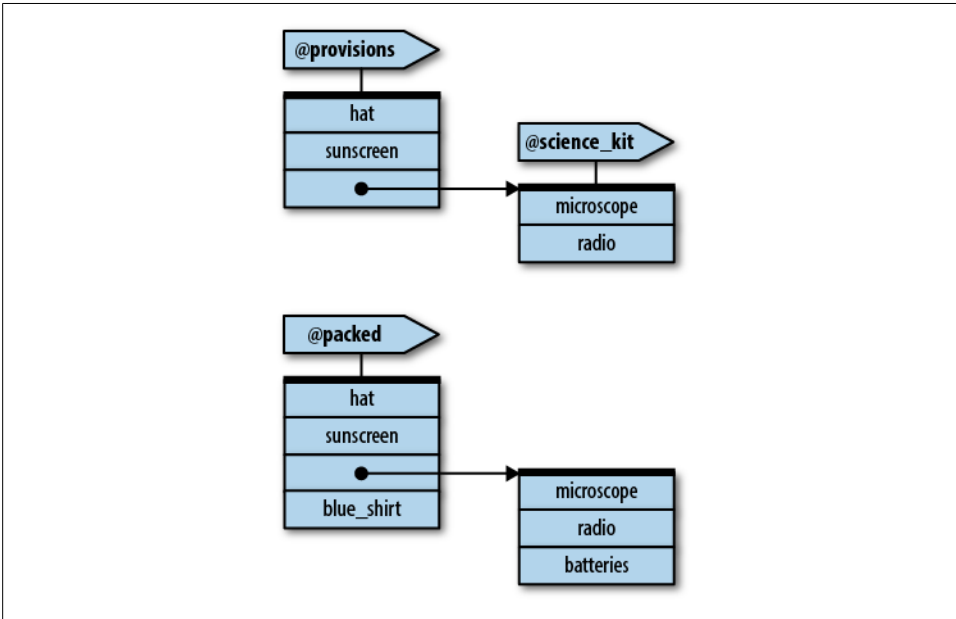 @provisions
hat
sunscreen
@science_kit
microscope
radio
@packed
hat
sunscreen
blue_shirt
microscope
radio
batteries